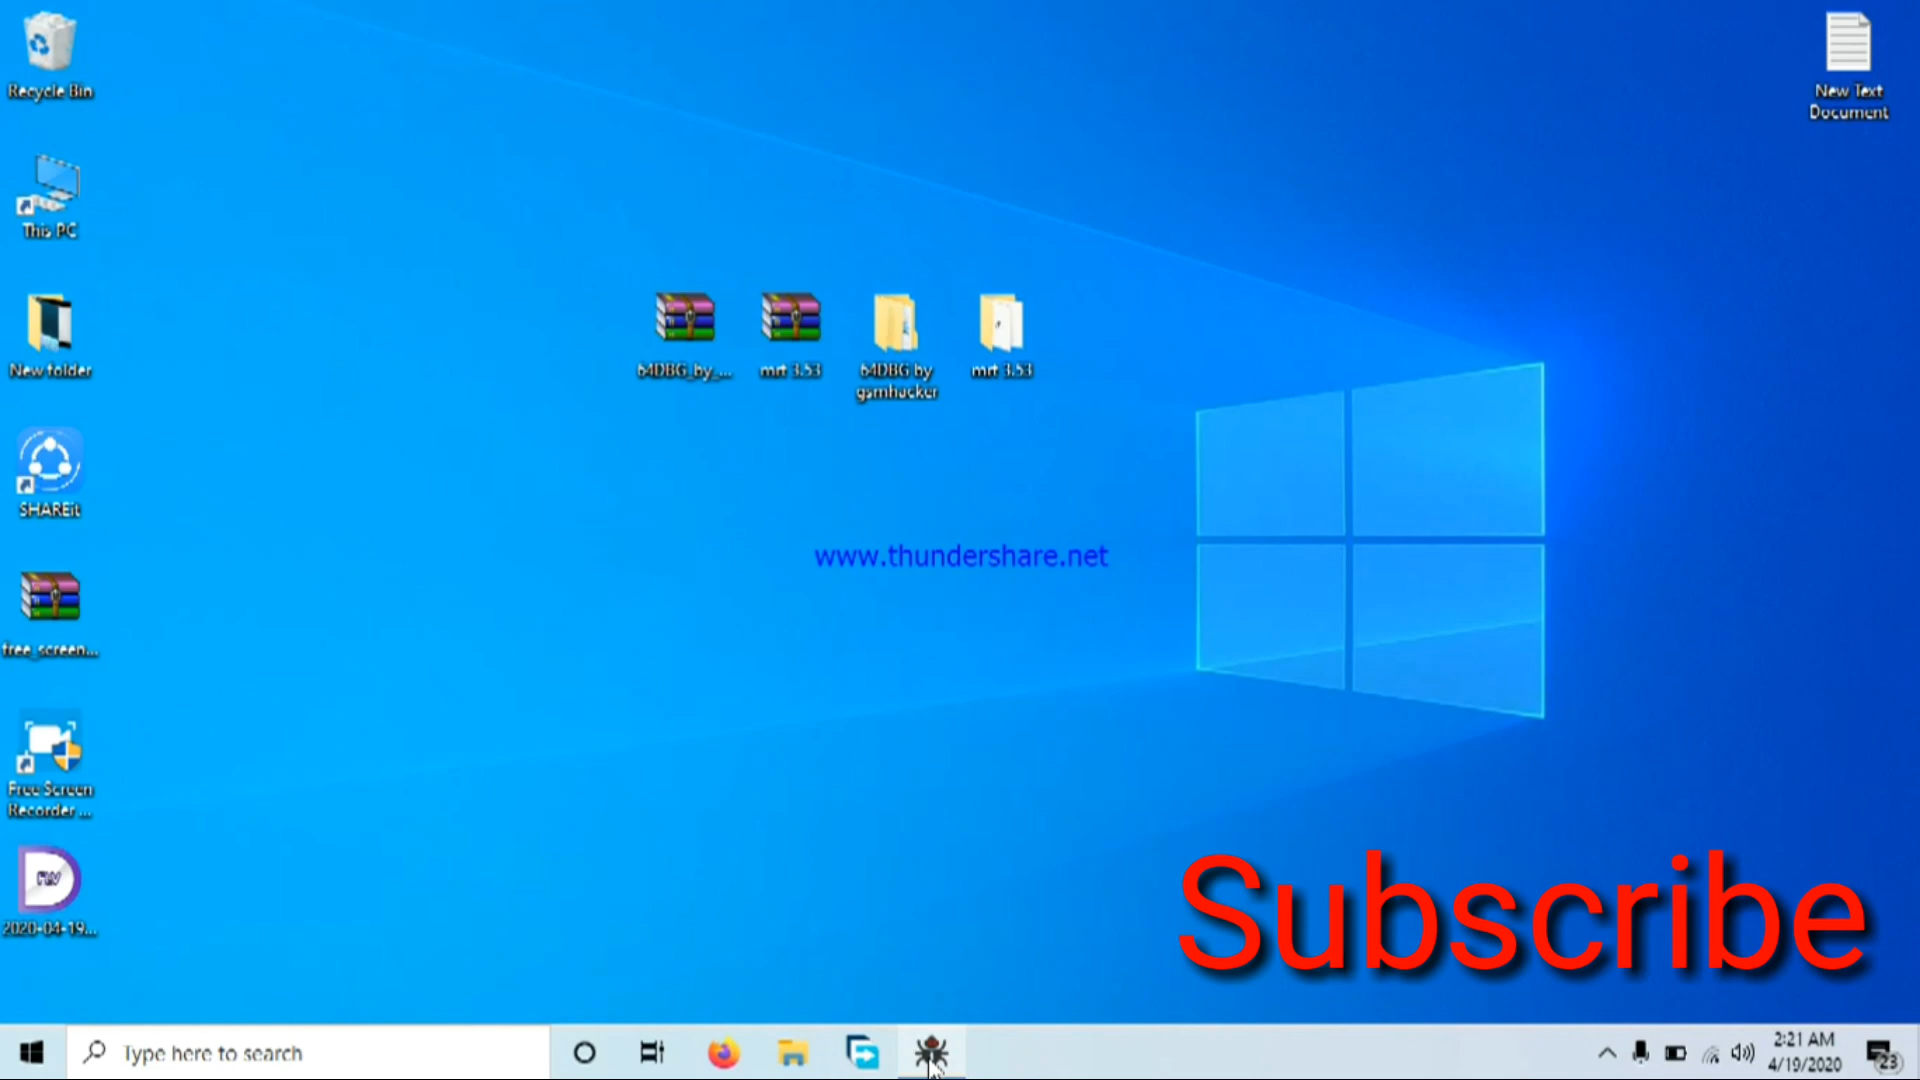 Recycle Bin
New Text
Document
This PC
New folder
64DBG_by_...
mrt 3.53
64DBG by
gsmhucker
mrt 3.53
SHAREit
www.thundershare.net
free_screen...
Free Screen
Recorder ...
2020-04-19...
Subscribe
Type here to search
2:21 AM
4/19/2020
23